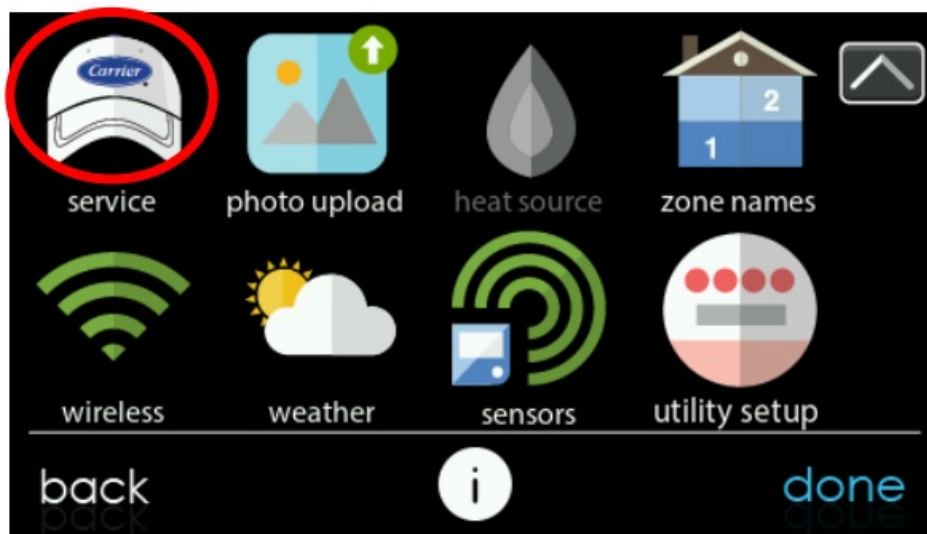 Carrier
service photo upload heat source zone names
2
1
wireless weather sensors utility setup
back i done